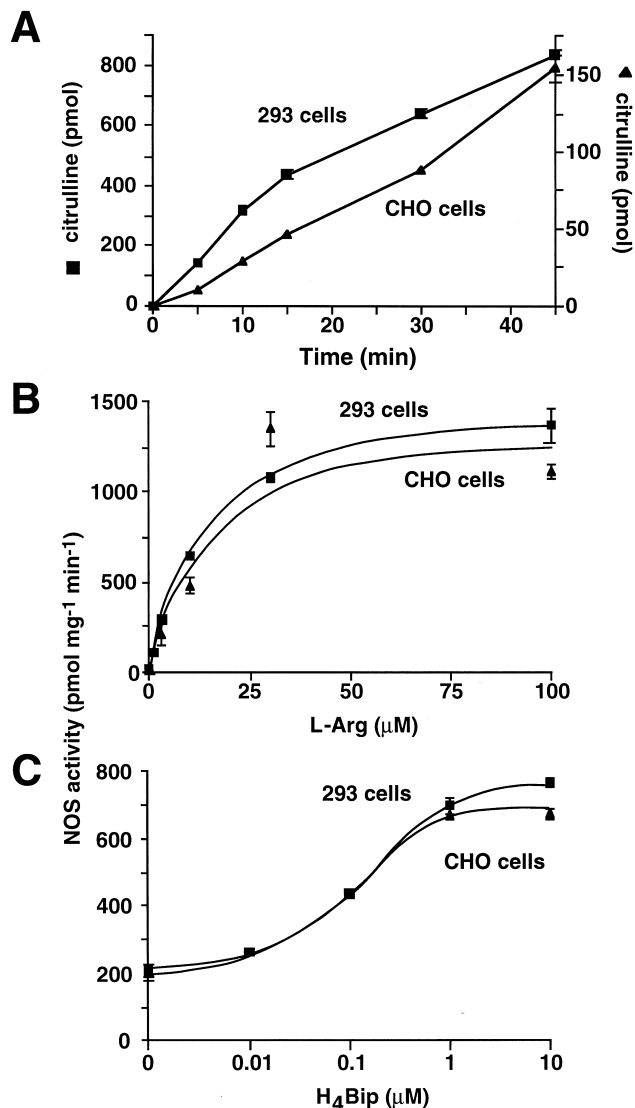 A
800
600
400
200
0
■ citrulline (pmol)
293 cells
CHO cells
150
100
50
0
▲ citrulline (pmol)
0 10 20 30 40
Time (min)
B
1500
1000
500
0
293 cells
CHO cells
0 25 50 75 100
L-Arg (μM)
NOS activity (pmol mg⁻¹ min⁻¹)
C
800
600
400
200
0
293 cells
CHO cells
0 0.01 0.1 1 10
H₄Bip (μM)